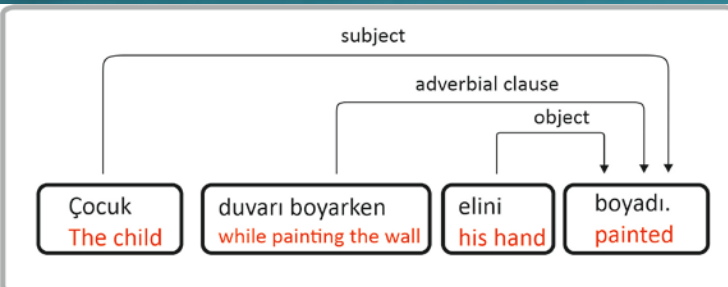 subject
adverbial clause
object
Çocuk
The child
duvarı boyarken
while painting the wall
elini
his hand
boyadı.
painted